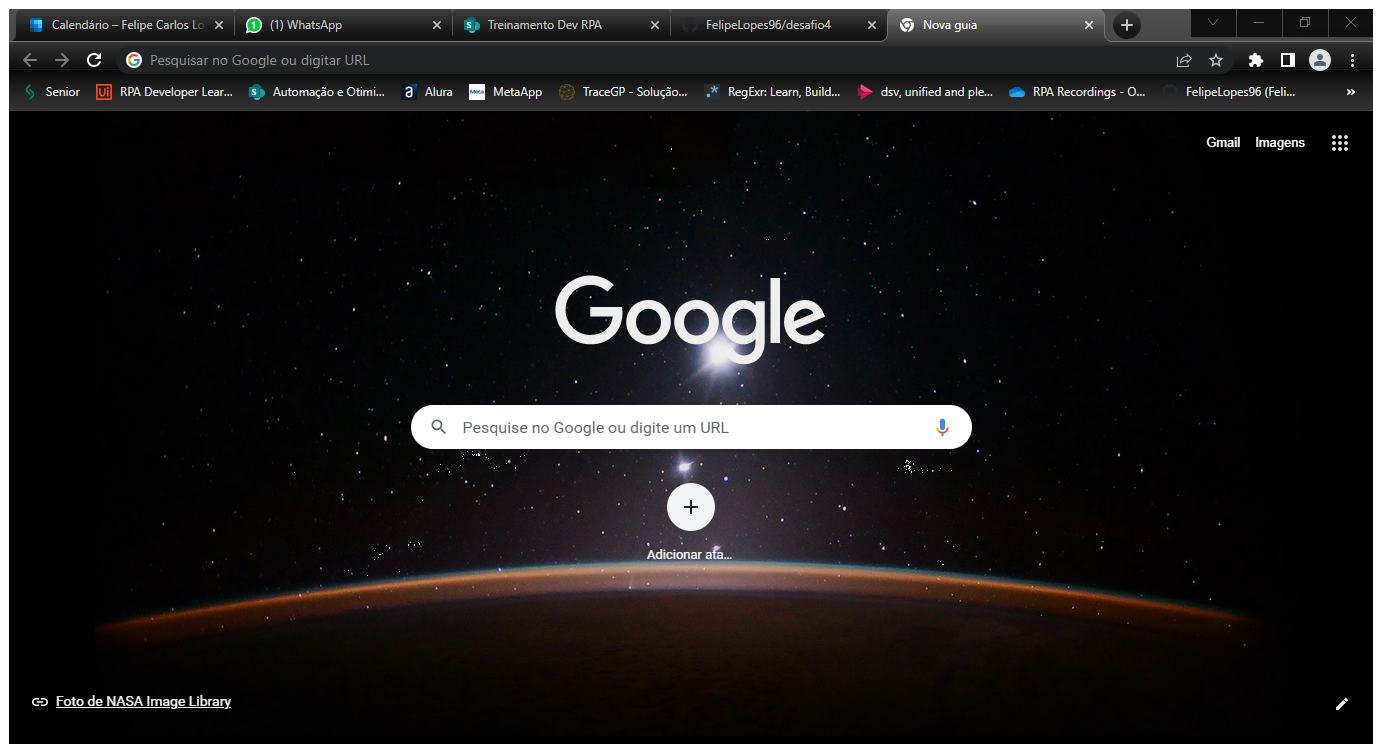 Calendário – Felipe Carlos Lo
(1) WhatsApp
Treinamento Dev RPA
FelipeLopes96/desafio4
Nova guia
Pesquisar no Google ou digitar URL
Senior
RPA Developer Lear...
Automação e Otimi...
Alura
MetaApp
TraceGP - Solução...
RegExr: Learn, Build...
dsv, unified and ple...
RPA Recordings - O...
FelipeLopes96 (Feli...
Gmail
Imagens
Google
Pesquise no Google ou digite um URL
Adicionar ata...
Foto de NASA Image Library